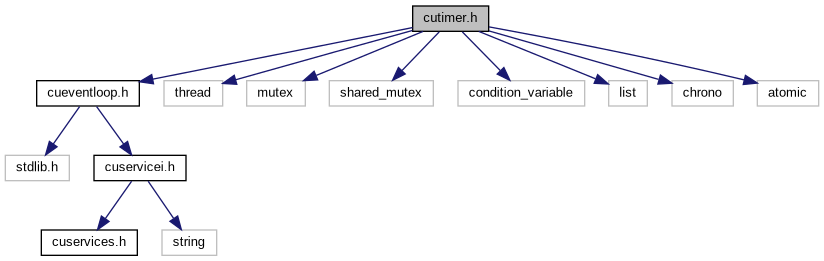 cutimer.h
cueventloop.h
thread
mutex
shared_mutex
condition_variable
list
chrono
atomic
stdlib.h
cuservicei.h
cuservices.h
string